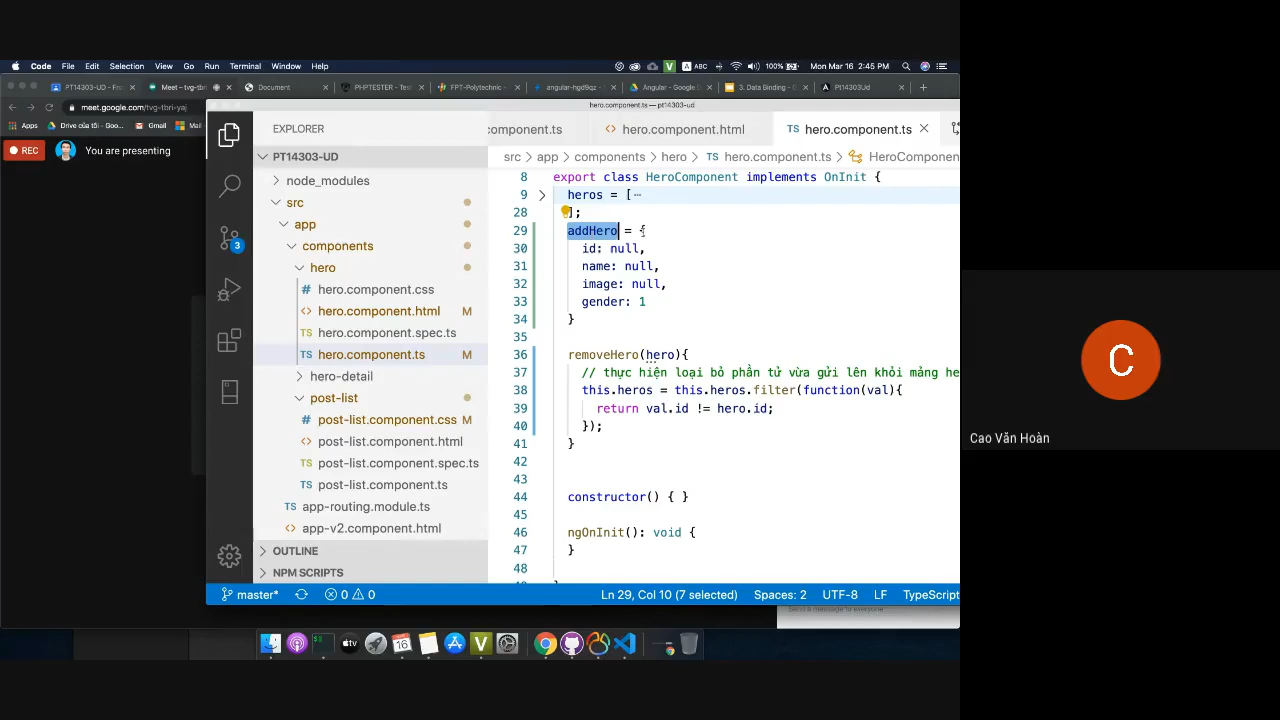 Code File Edit Selection View Go Run Terminal Window Help
ABC 100% Mon Mar 16 2:45 PM
PT14303-UD - Fro
Meet – tvg-tbri
Document
PHPTESTER - Tes
FPT-Polytechnic -
angular-hgd9qz -
Angular - Google D
3. Data Binding - G
PT14303Ud
meet.google.com/tvg-tbri-yaj
hero.component.ts — pt14303-ud
Apps
Drive của tôi – Goo...
Gmail
REC
You are presenting
EXPLORER
PT14303-UD
node_modules
src
app
components
hero
hero.component.css
hero.component.html M
hero.component.spec.ts
hero.component.ts M
hero-detail
post-list
post-list.component.css M
post-list.component.html
post-list.component.spec.ts
post-list.component.ts
app-routing.module.ts
app-v2.component.html
OUTLINE
NPM SCRIPTS
3
component.ts
hero.component.html
TS hero.component.ts
src > app > components > hero > TS hero.component.ts > HeroComponen
8 export class HeroComponent implements OnInit {
9 heros = [···
28 ];
29 addHero = {
30 id: null,
31 name: null,
32 image: null,
33 gender: 1
34 }
35
36 removeHero(hero){
37 // thực hiện loại bỏ phần tử vừa gửi lên khỏi mảng he
38 this.heros = this.heros.filter(function(val){
39 return val.id != hero.id;
40 });
41 }
42
43
44 constructor() { }
45
46 ngOnInit(): void {
47 }
48
master* 0 0 Ln 29, Col 10 (7 selected) Spaces: 2 UTF-8 LF TypeScript
Send a message to everyone
C
Cao Văn Hoàn